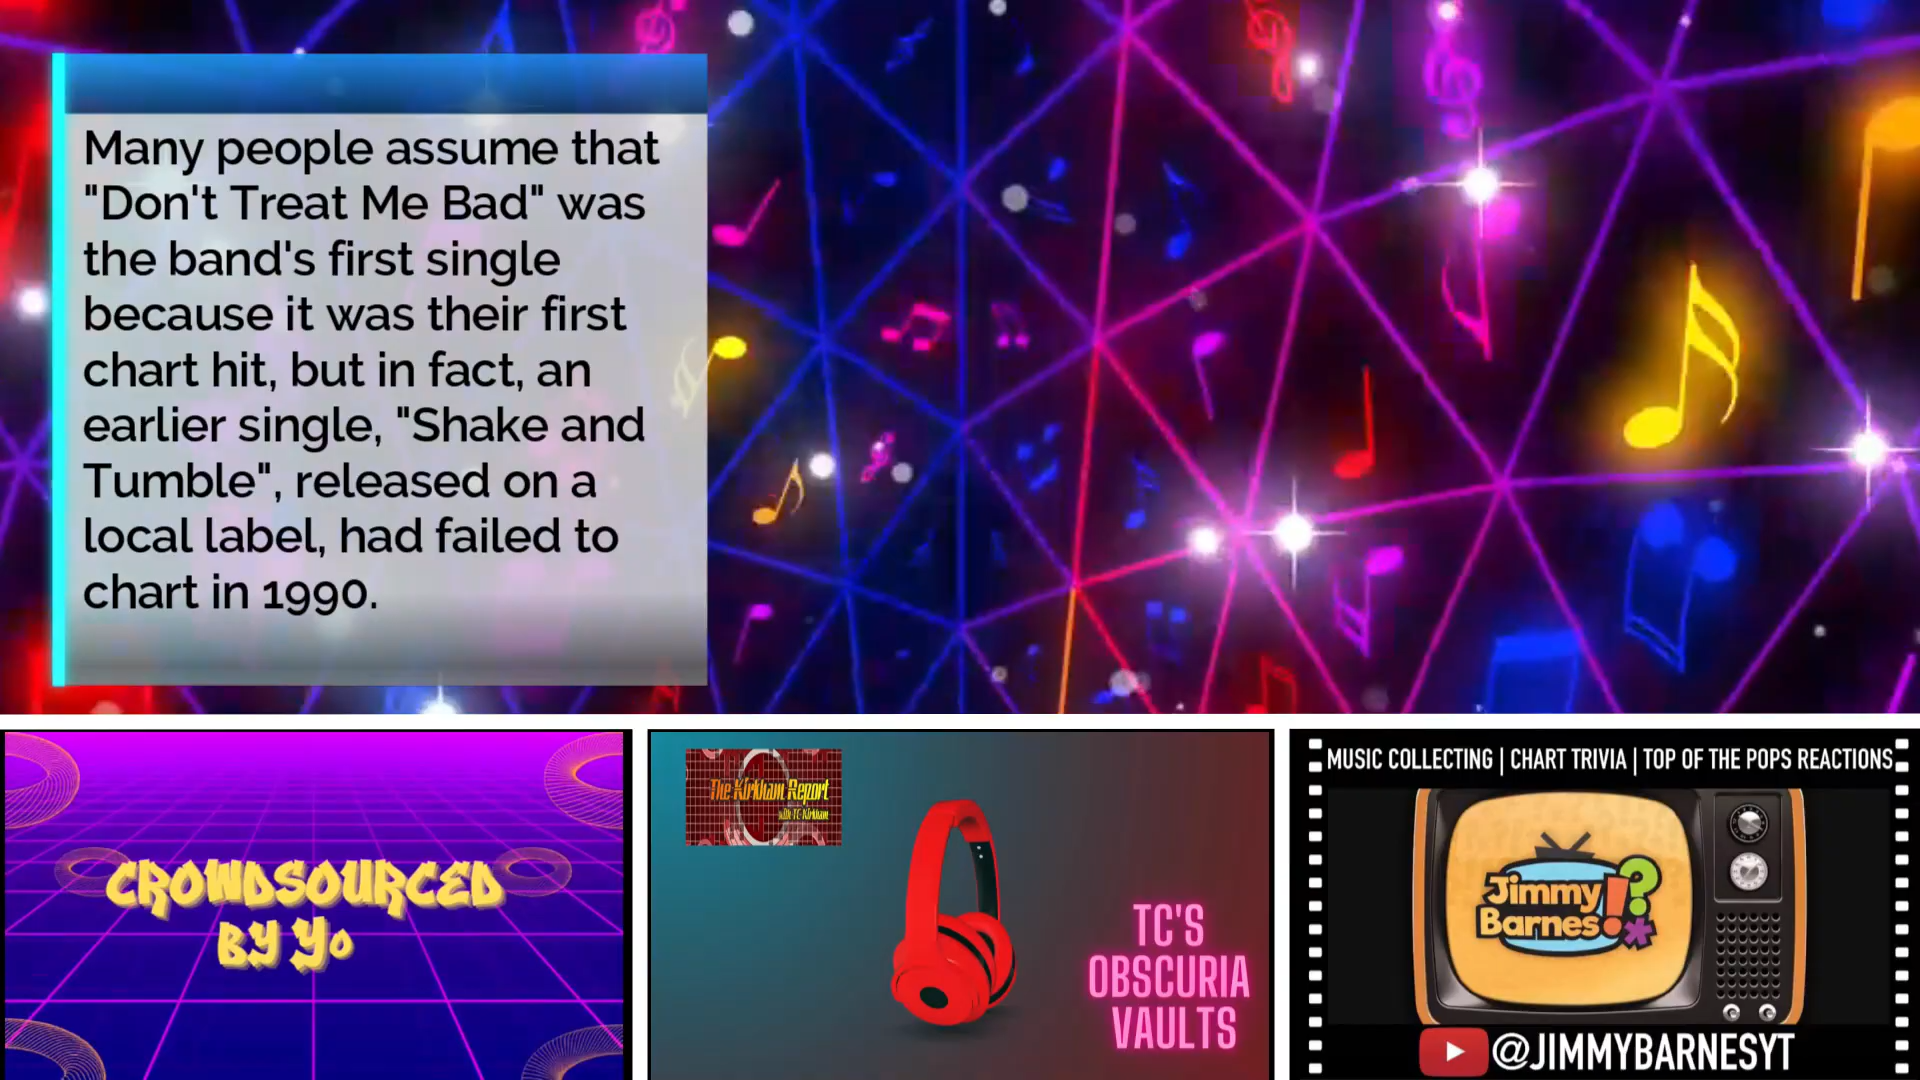 Many people assume that
"Don't Treat Me Bad" was
the band's first single
because it was their first
chart hit, but in fact, an
earlier single, "Shake and
Tumble", released on a
local label, had failed to
chart in 1990.
CROWDSOURCED
BY YO
The Kirkham Report
with TC Kirkham
TC'S
OBSCURIA
VAULTS
MUSIC COLLECTING | CHART TRIVIA | TOP OF THE POPS REACTIONS
Jimmy
Barnes!?*
@JIMMYBARNESYT